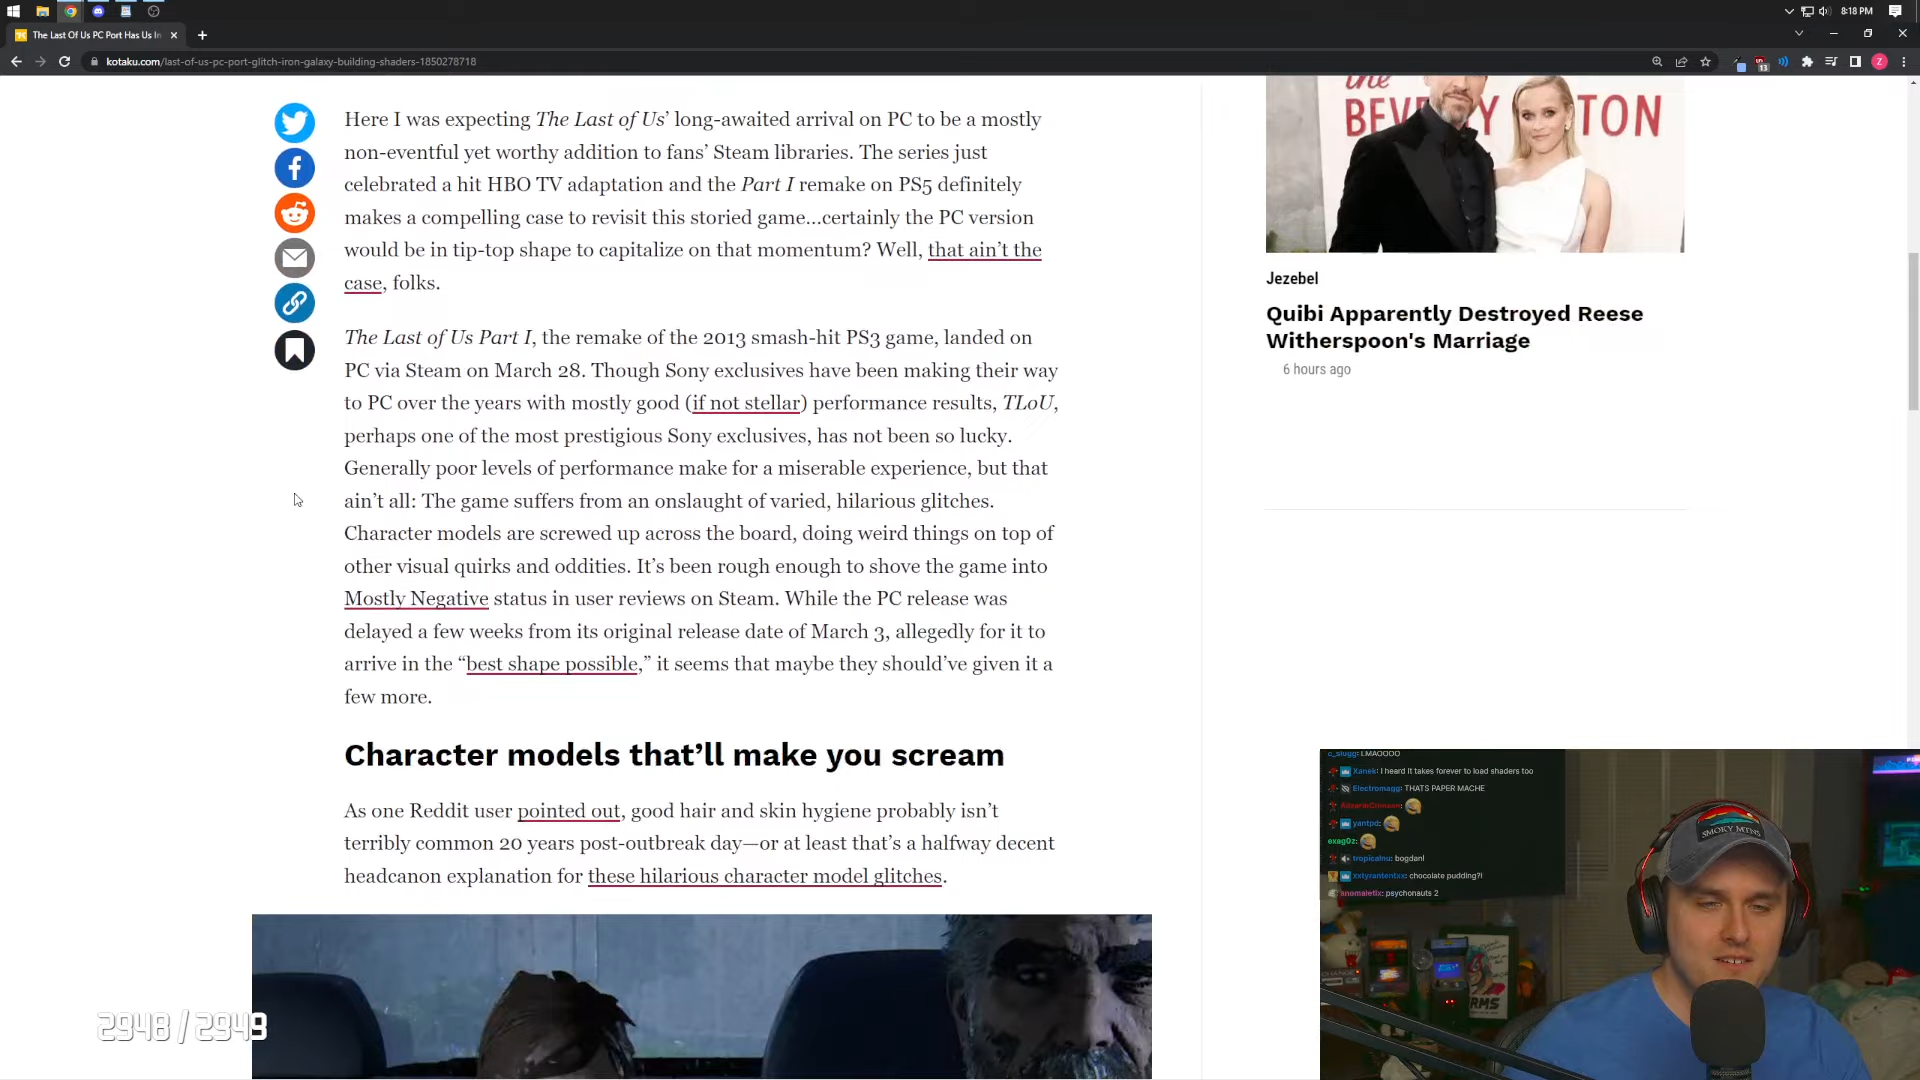 8:18 PM
The Last Of Us PC Port Has Us In
kotaku.com/last-of-us-pc-port-glitch-iron-galaxy-building-shaders-1850278718
13
Z
Here I was expecting The Last of Us’ long-awaited arrival on PC to be a mostly
non-eventful yet worthy addition to fans’ Steam libraries. The series just
celebrated a hit HBO TV adaptation and the Part I remake on PS5 definitely
makes a compelling case to revisit this storied game...certainly the PC version
would be in tip-top shape to capitalize on that momentum? Well, that ain’t the
case, folks.
The Last of Us Part I, the remake of the 2013 smash-hit PS3 game, landed on
PC via Steam on March 28. Though Sony exclusives have been making their way
to PC over the years with mostly good (if not stellar) performance results, TLoU,
perhaps one of the most prestigious Sony exclusives, has not been so lucky.
Generally poor levels of performance make for a miserable experience, but that
ain’t all: The game suffers from an onslaught of varied, hilarious glitches.
Character models are screwed up across the board, doing weird things on top of
other visual quirks and oddities. It’s been rough enough to shove the game into
Mostly Negative status in user reviews on Steam. While the PC release was
delayed a few weeks from its original release date of March 3, allegedly for it to
arrive in the “best shape possible,” it seems that maybe they should’ve given it a
few more.
Character models that’ll make you scream
As one Reddit user pointed out, good hair and skin hygiene probably isn’t
terribly common 20 years post-outbreak day—or at least that’s a halfway decent
headcanon explanation for these hilarious character model glitches.
the
BEVERLY TON
Jezebel
Quibi Apparently Destroyed Reese
Witherspoon's Marriage
6 hours ago
c_slugg: LMAOOOO
Xanek: I heard it takes forever to load shaders too
Electromagg: THATS PAPER MACHE
yantpd:
exag0z:
tropicalnu: bogdanl
xxtyrantentxx: chocolate pudding?!
anomaletix: psychonauts 2
SMOKY MTNS
2948 / 2949